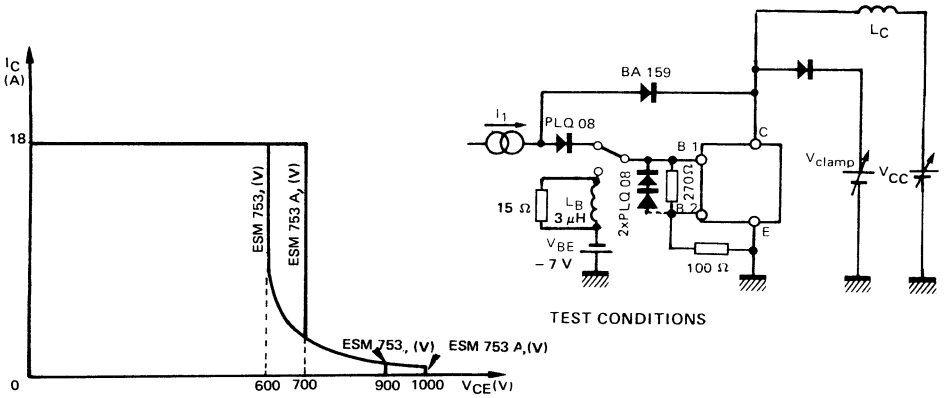 I_C
(A)
18
0
600
700
900
1000
V_CE(V)
ESM 753, (V)
ESM 753 A, (V)
ESM 753., (V)
ESM 753 A,(V)
I_1
BA 159
PLQ 08
B 1
C
L_C
V_clamp
V_CC
270Ω
2xPLQ 08
B 2
E
100 Ω
15 Ω
L_B
3 μH
V_BE
− 7 V
TEST CONDITIONS